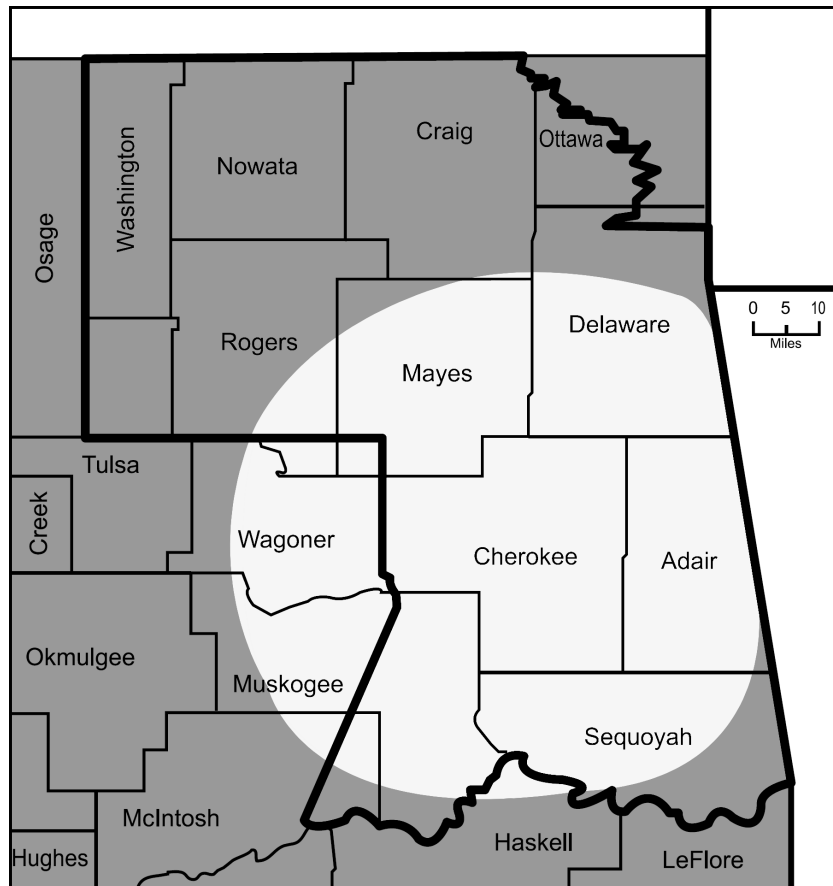 Craig
Ottawa
Nowata
Washington
Osage
0 5 10
Miles
Delaware
Rogers
Mayes
Tulsa
Creek
Wagoner
Cherokee
Adair
Okmulgee
Muskogee
Sequoyah
McIntosh
Haskell
Hughes
LeFlore